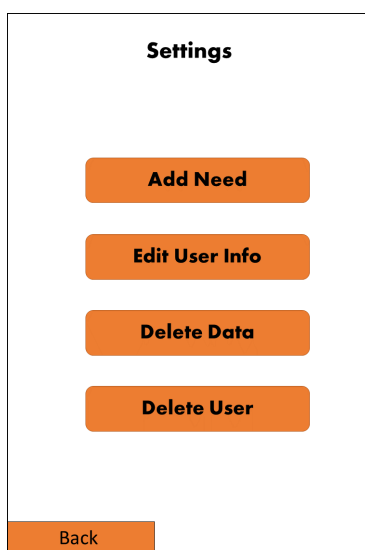 Settings
Add Need
Edit User Info
Delete Data
Delete User
Back